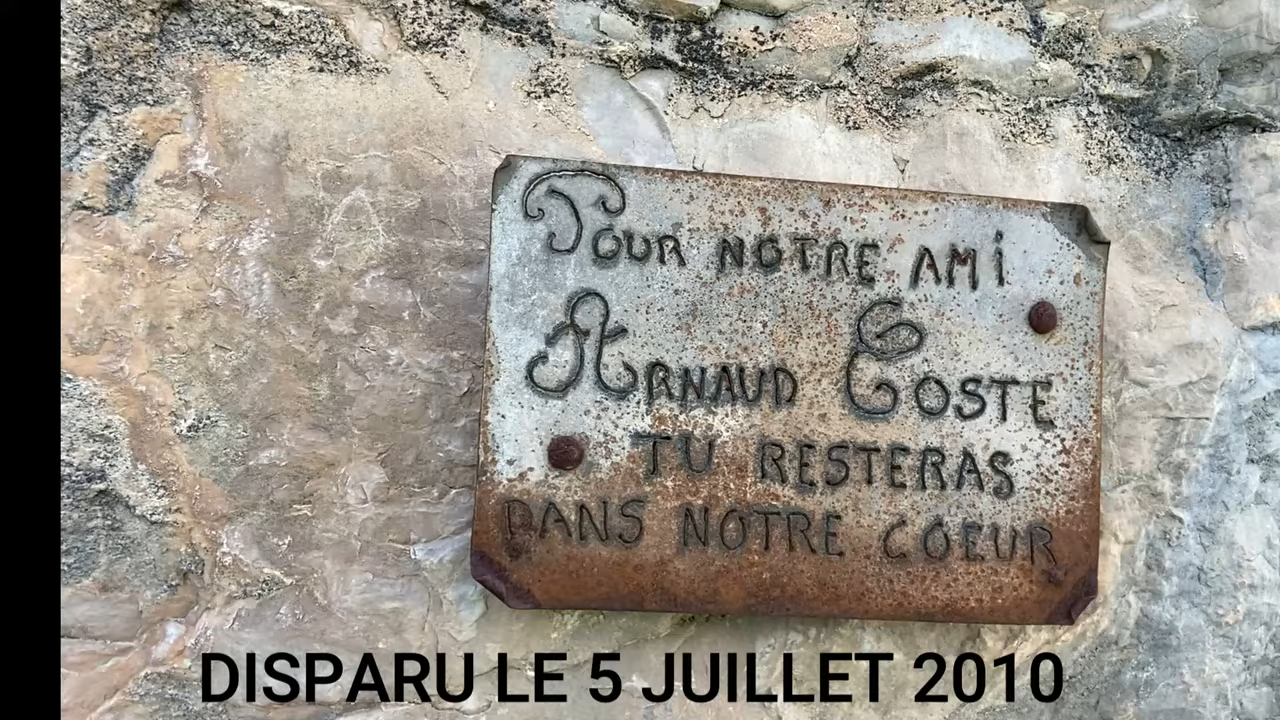 POUR NOTRE AMi
ARNAUD COSTE
TU RESTERAS
DANS NOTRE COEUR
DISPARU LE 5 JUILLET 2010